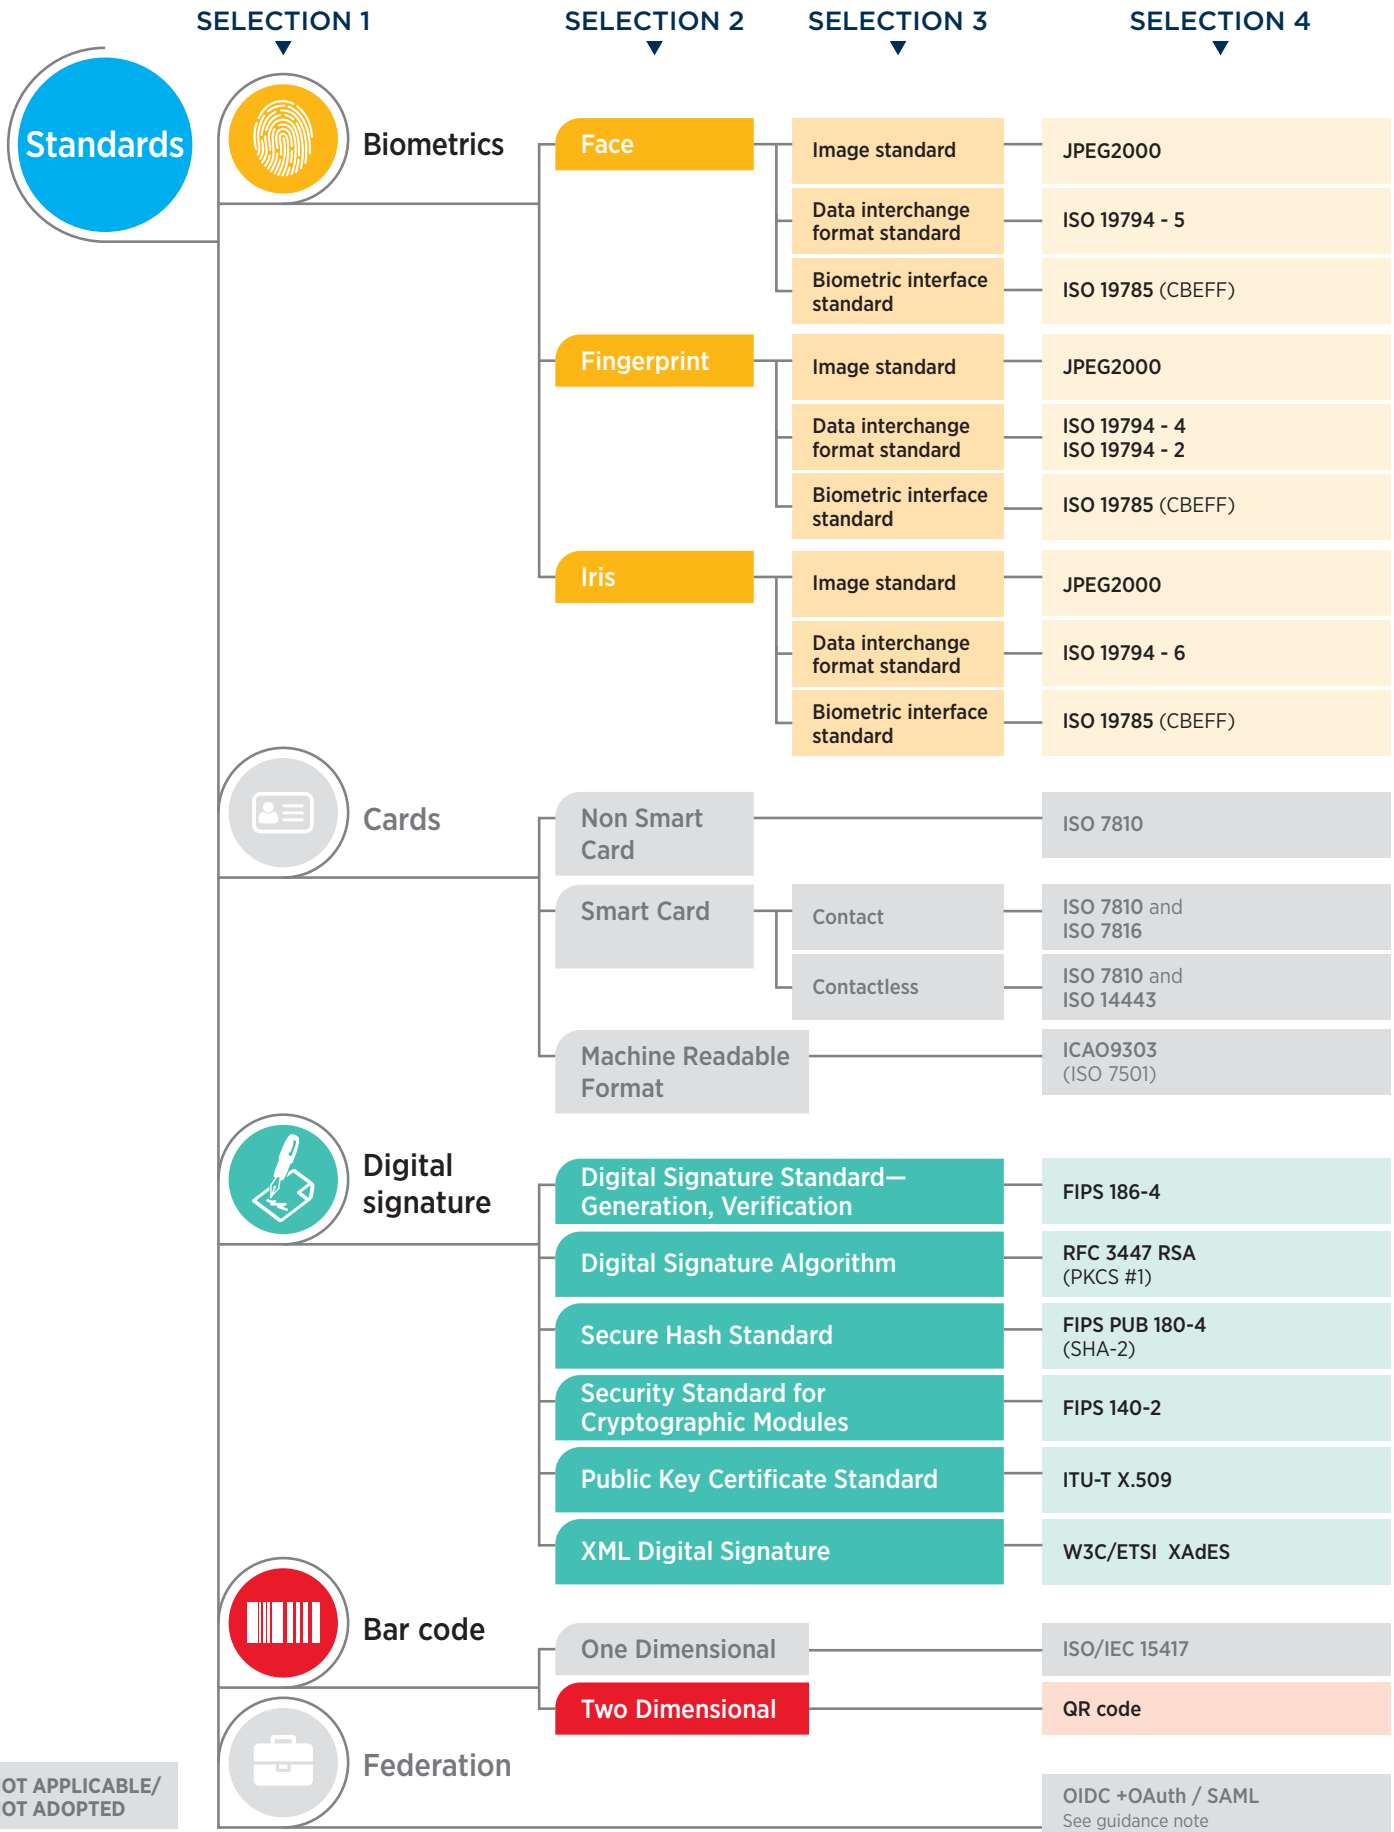 SELECTION 1
SELECTION 2
SELECTION 3
SELECTION 4
Standards
Biometrics
Face
Image standard
JPEG2000
Data interchange
format standard
ISO 19794 - 5
Biometric interface
standard
ISO 19785 (CBEFF)
Fingerprint
Image standard
JPEG2000
Data interchange
format standard
ISO 19794 - 4
ISO 19794 - 2
Biometric interface
standard
ISO 19785 (CBEFF)
Iris
Image standard
JPEG2000
Data interchange
format standard
ISO 19794 - 6
Biometric interface
standard
ISO 19785 (CBEFF)
Cards
Non Smart
Card
ISO 7810
Smart Card
Contact
ISO 7810 and
ISO 7816
Contactless
ISO 7810 and
ISO 14443
Machine Readable
Format
ICAO9303
(ISO 7501)
Digital
signature
Digital Signature Standard—
Generation, Verification
FIPS 186-4
Digital Signature Algorithm
RFC 3447 RSA
(PKCS #1)
Secure Hash Standard
FIPS PUB 180-4
(SHA-2)
Security Standard for
Cryptographic Modules
FIPS 140-2
Public Key Certificate Standard
ITU-T X.509
XML Digital Signature
W3C/ETSI XAdES
Bar code
One Dimensional
ISO/IEC 15417
Two Dimensional
QR code
Federation
OIDC +OAuth / SAML
See guidance note
OT APPLICABLE/
OT ADOPTED